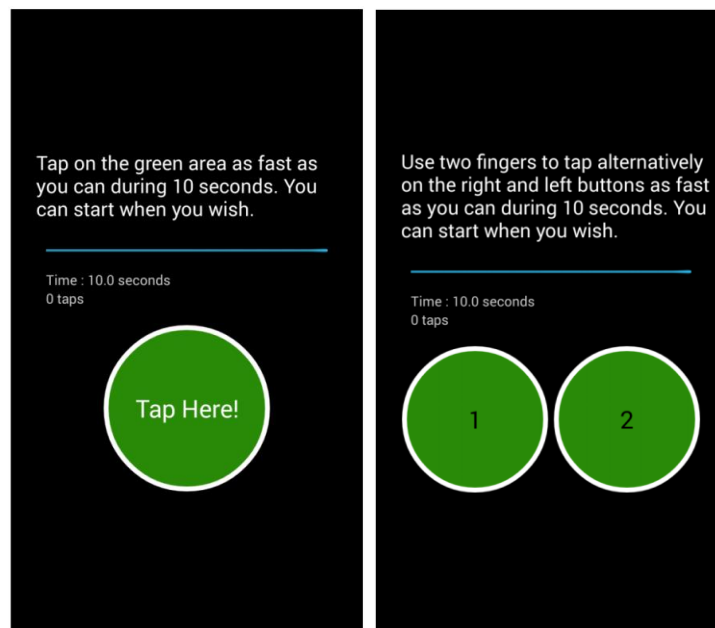 Tap on the green area as fast as
you can during 10 seconds. You
can start when you wish.
Time : 10.0 seconds
0 taps
Tap Here!
Use two fingers to tap alternatively
on the right and left buttons as fast
as you can during 10 seconds. You
can start when you wish.
Time : 10.0 seconds
0 taps
1
2